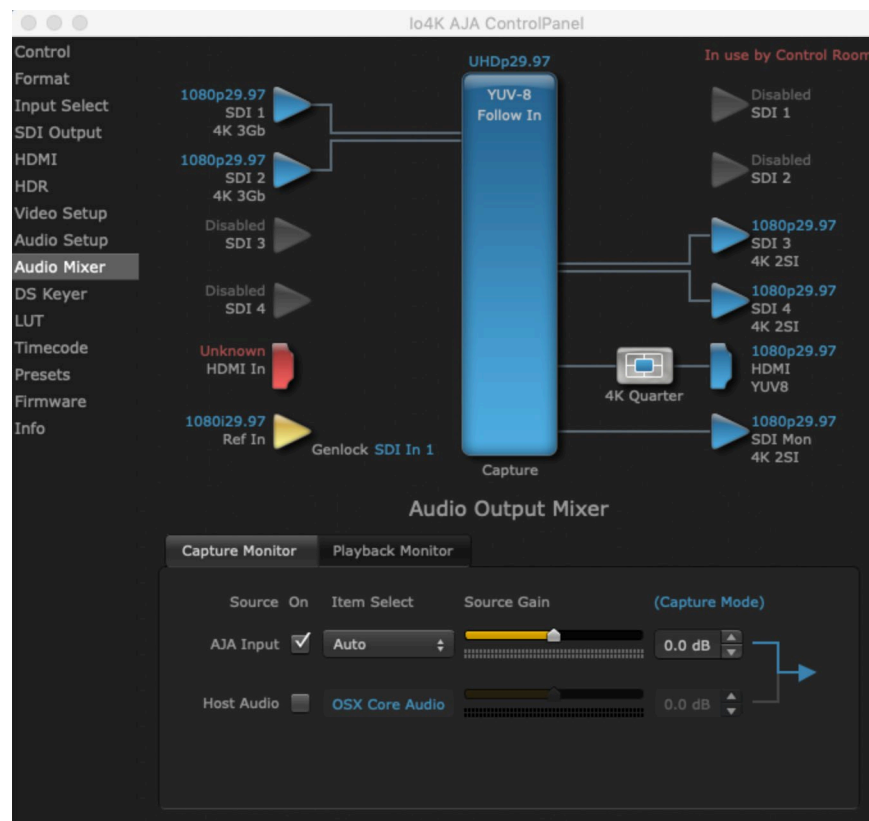 Io4K AJA ControlPanel
Control
Format
Input Select
SDI Output
HDMI
HDR
Video Setup
Audio Setup
Audio Mixer
DS Keyer
LUT
Timecode
Presets
Firmware
Info
UHDp29.97
In use by Control Room
YUV-8
Follow In
1080p29.97
SDI 1
4K 3Gb
1080p29.97
SDI 2
4K 3Gb
Disabled
SDI 3
Disabled
SDI 4
Unknown
HDMI In
1080i29.97
Ref In
Genlock SDI In 1
Capture
Disabled
SDI 1
Disabled
SDI 2
1080p29.97
SDI 3
4K 2SI
1080p29.97
SDI 4
4K 2SI
4K Quarter
1080p29.97
HDMI
YUV8
1080p29.97
SDI Mon
4K 2SI
Audio Output Mixer
Capture Monitor Playback Monitor
Source On Item Select Source Gain (Capture Mode)
AJA Input Auto 0.0 dB
Host Audio OSX Core Audio 0.0 dB